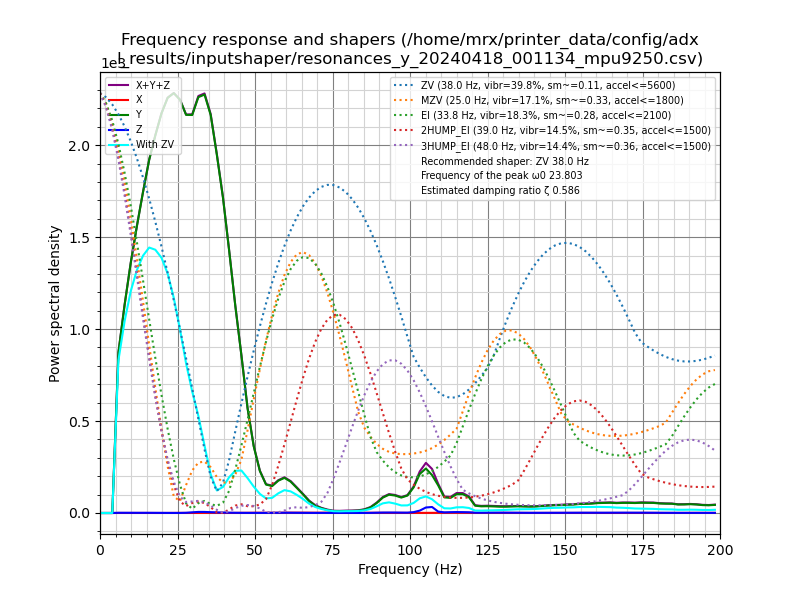 Frequency response and shapers (/home/mrx/printer_data/config/adx
l_results/inputshaper/resonances_y_20240418_001134_mpu9250.csv)
1e3
X+Y+Z
X
Y
Z
With ZV
ZV (38.0 Hz, vibr=39.8%, sm~=0.11, accel<=5600)
MZV (25.0 Hz, vibr=17.1%, sm~=0.33, accel<=1800)
EI (33.8 Hz, vibr=18.3%, sm~=0.28, accel<=2100)
2HUMP_EI (39.0 Hz, vibr=14.5%, sm~=0.35, accel<=1500)
3HUMP_EI (48.0 Hz, vibr=14.4%, sm~=0.36, accel<=1500)
Recommended shaper: ZV 38.0 Hz
Frequency of the peak ω0 23.803
Estimated damping ratio ζ 0.586
Power spectral density
2.0
1.5
1.0
0.5
0.0
0 25 50 75 100 125 150 175 200
Frequency (Hz)